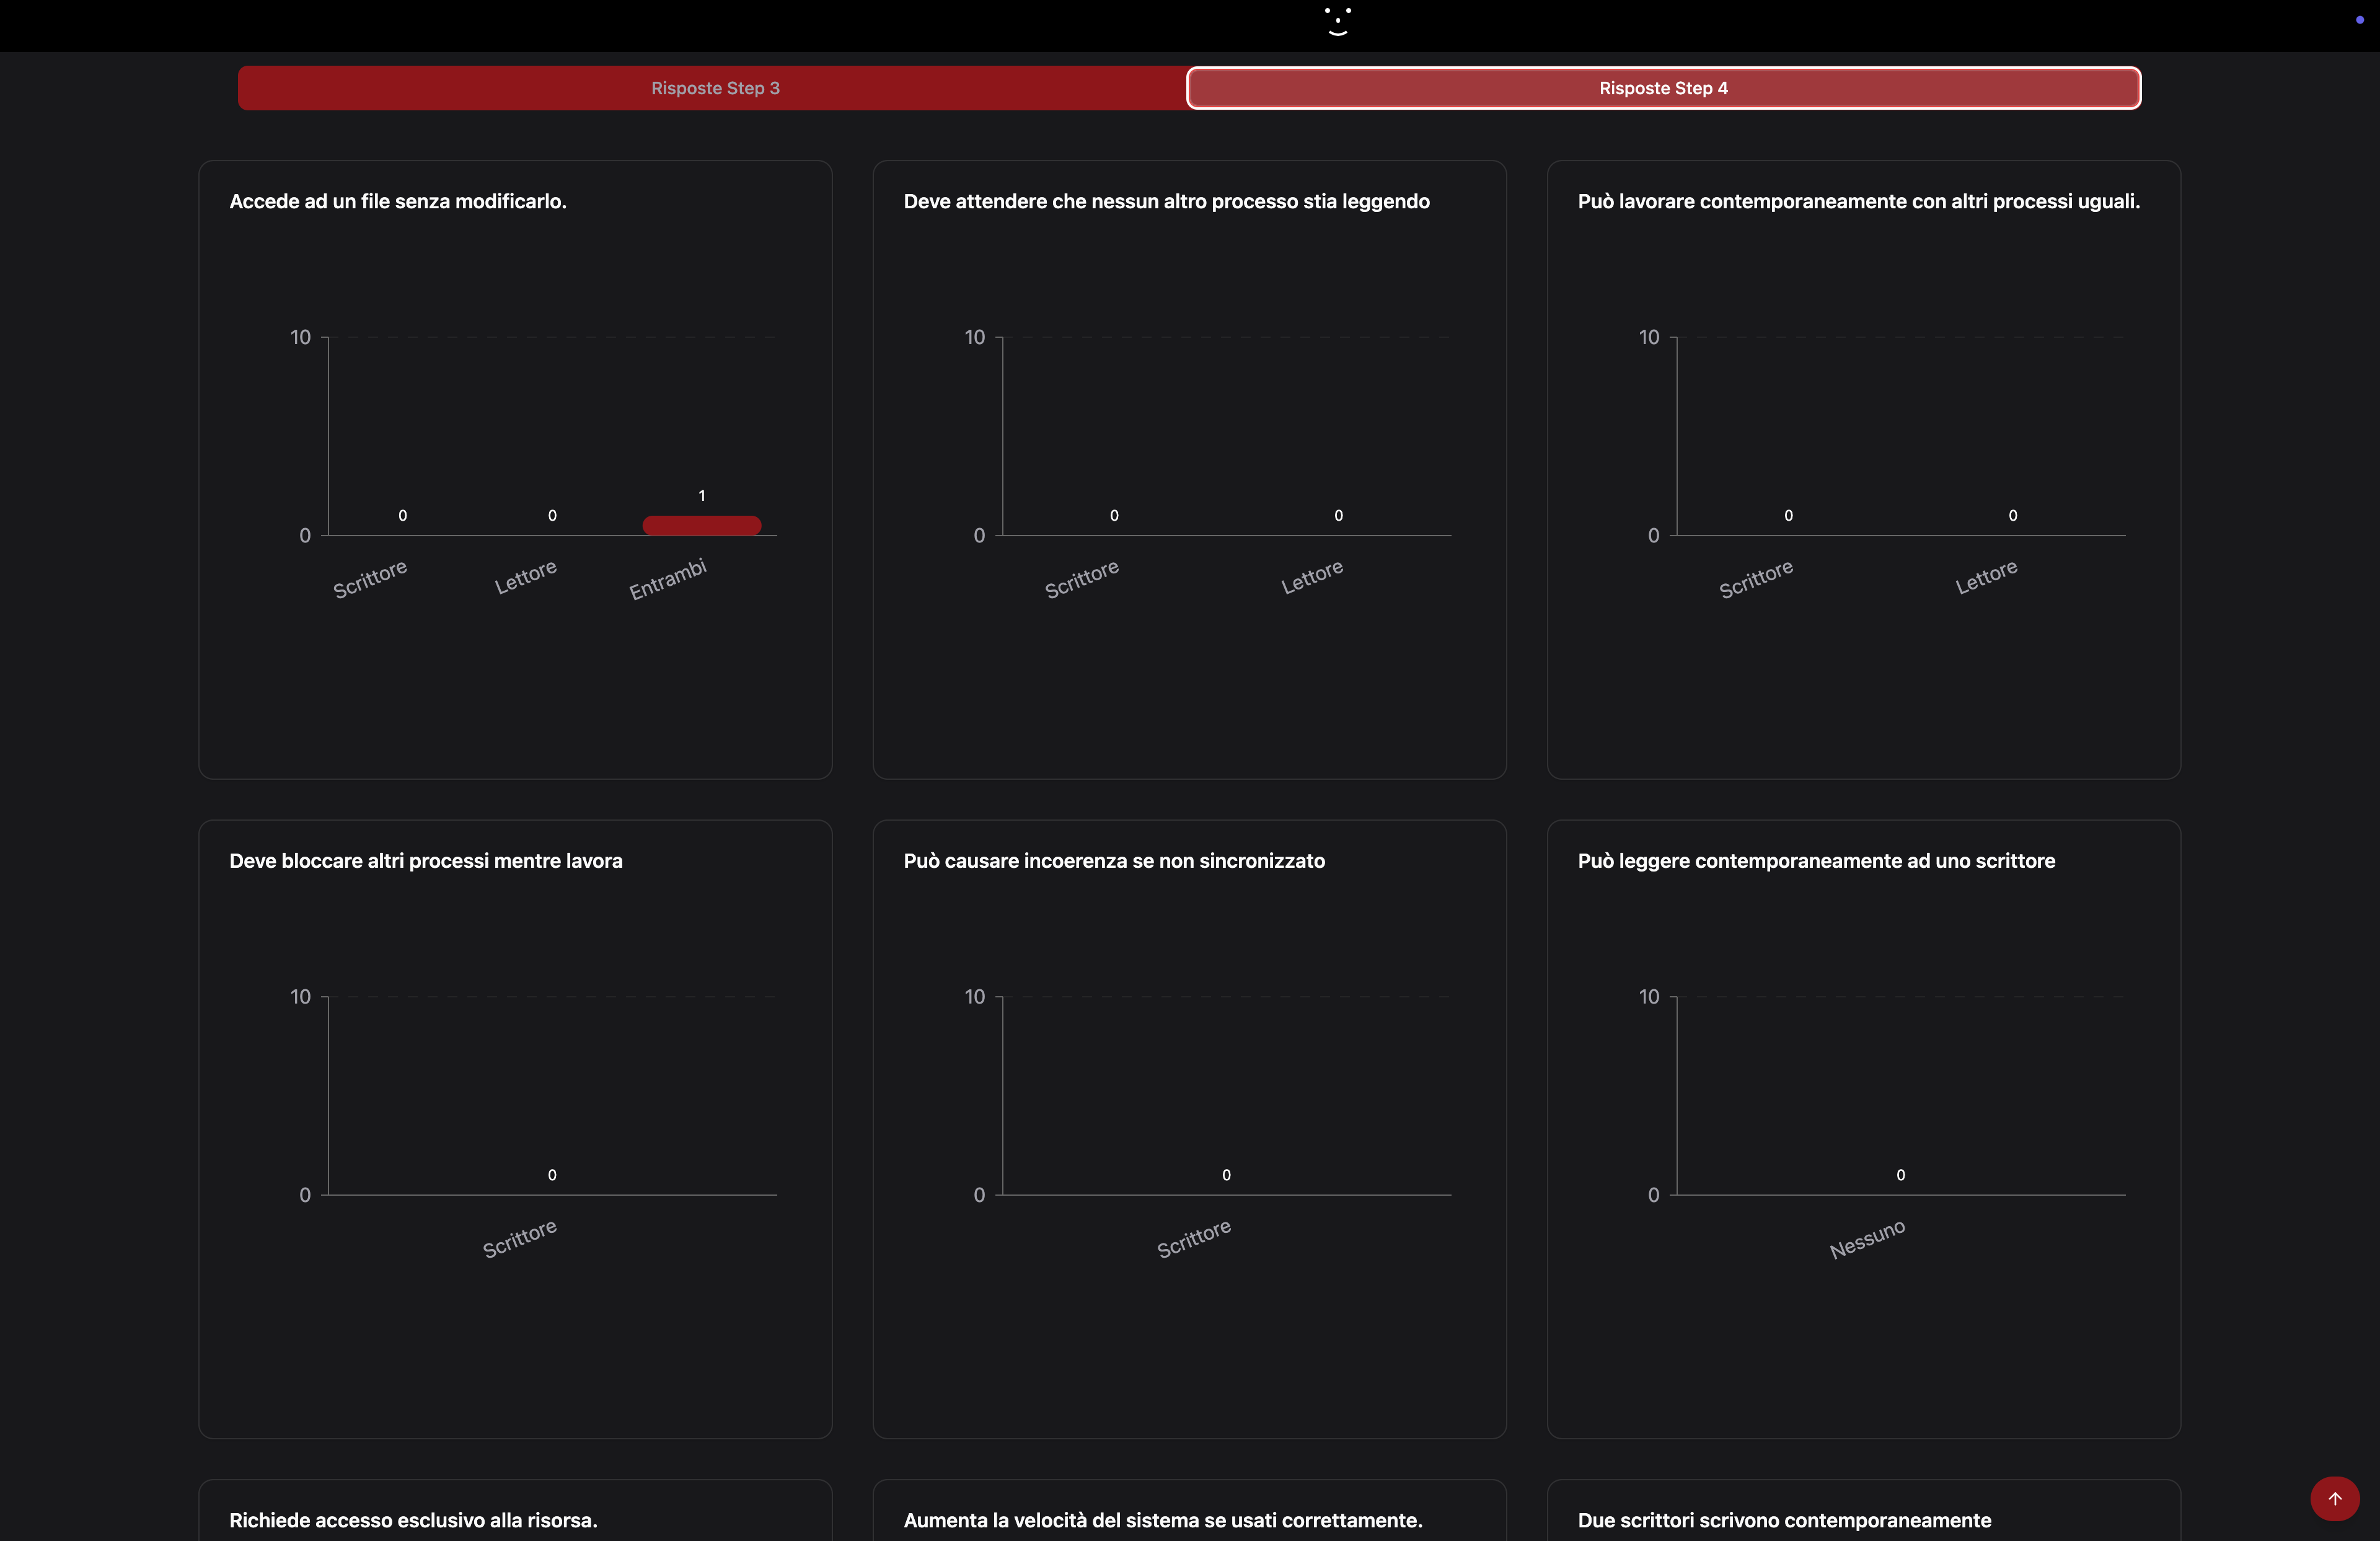 Risposte Step 3
Risposte Step 4
Accede ad un file senza modificarlo.
10
0
0
0
1
Scrittore
Lettore
Entrambi
Deve attendere che nessun altro processo stia leggendo
10
0
0
0
Scrittore
Lettore
Può lavorare contemporaneamente con altri processi uguali.
10
0
0
0
Scrittore
Lettore
Deve bloccare altri processi mentre lavora
10
0
0
Scrittore
Può causare incoerenza se non sincronizzato
10
0
0
Scrittore
Può leggere contemporaneamente ad uno scrittore
10
0
0
Nessuno
Richiede accesso esclusivo alla risorsa.
Aumenta la velocità del sistema se usati correttamente.
Due scrittori scrivono contemporaneamente